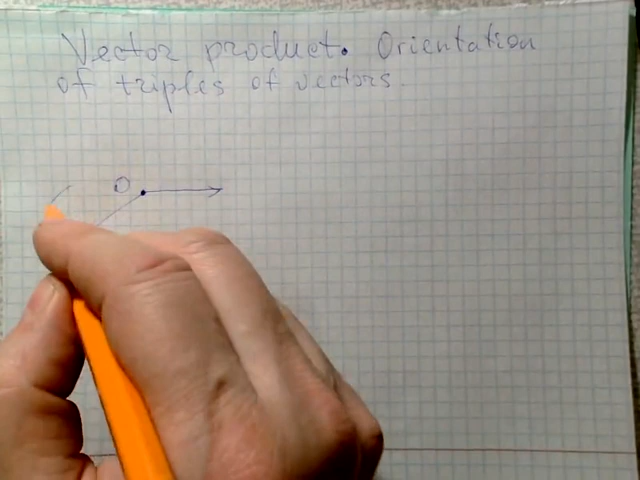 Vector product. Orientation
of triples of vectors.
O